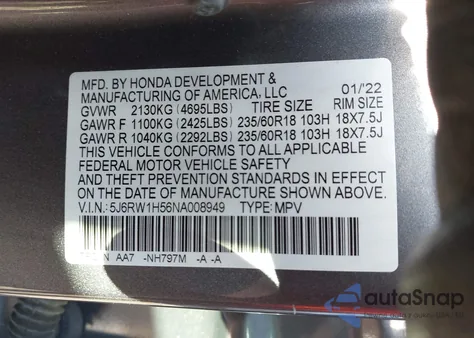 MFD. BY HONDA DEVELOPMENT &
MANUFACTURING OF AMERICA, LLC 01/'22
GVWR 2130KG (4695LBS) TIRE SIZE RIM SIZE
GAWR F 1100KG (2425LBS) 235/60R18 103H 18X7.5J
GAWR R 1040KG (2292LBS) 235/60R18 103H 18X7.5J
THIS VEHICLE CONFORMS TO ALL APPLICABLE
FEDERAL MOTOR VEHICLE SAFETY
AND THEFT PREVENTION STANDARDS IN EFFECT
ON THE DATE OF MANUFACTURE SHOWN ABOVE.
V.I.N.: 5J6RW1H56NA008949 TYPE: MPV
AA7 -NH797M -A -A
autaSnap